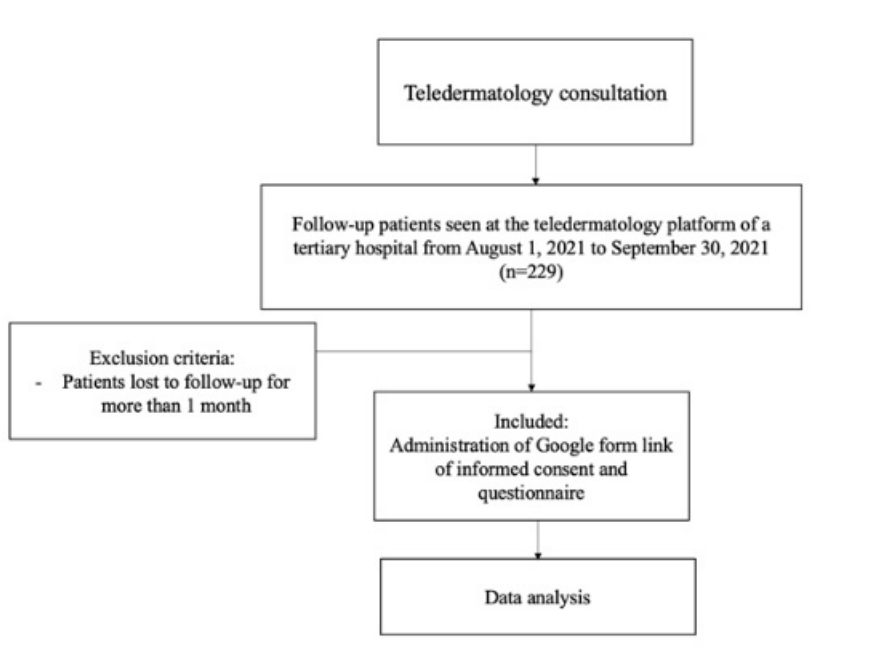 Teledermatology consultation
Follow-up patients seen at the teledermatology platform of a
tertiary hospital from August 1, 2021 to September 30, 2021
(n=229)
Exclusion criteria:
- Patients lost to follow-up for
more than 1 month
Included:
Administration of Google form link
of informed consent and
questionnaire
Data analysis